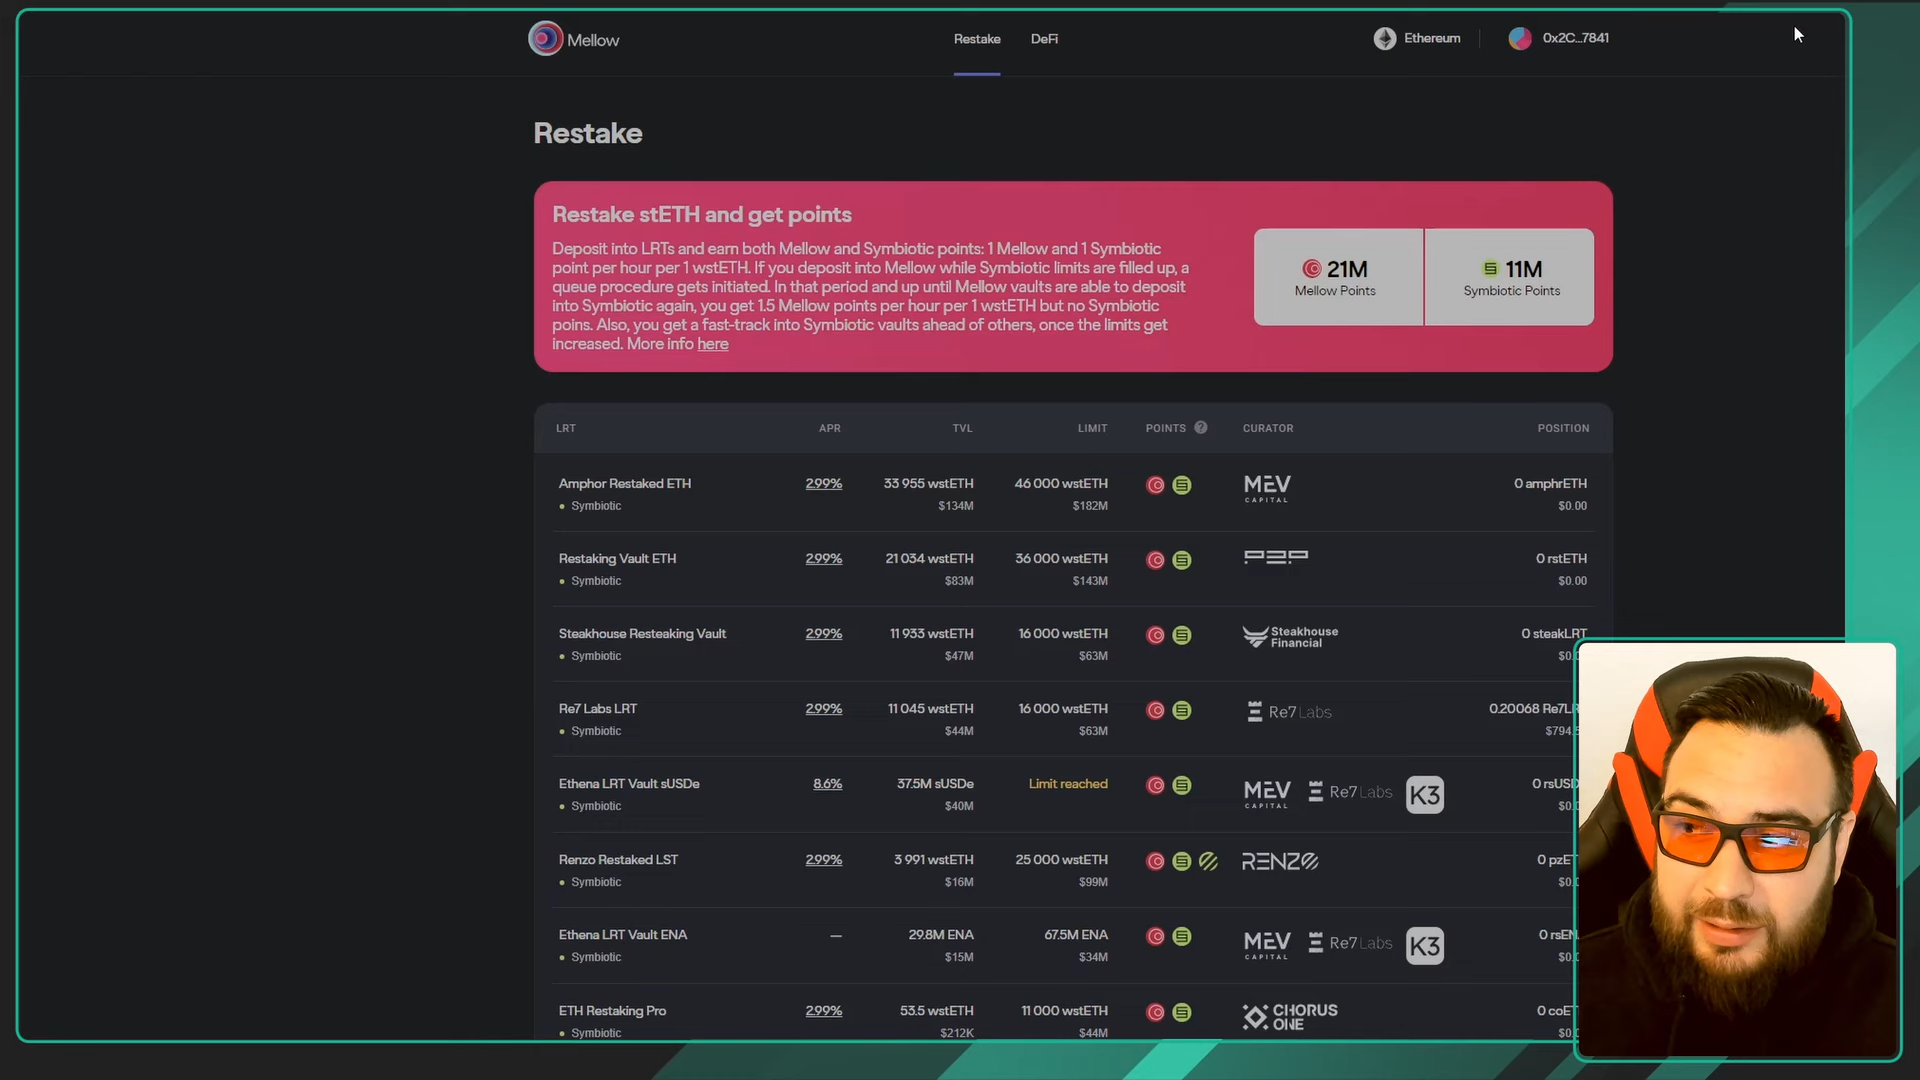 Mellow
Restake DeFi
Ethereum 0x2C...7841
Restake
Restake stETH and get points
Deposit into LRTs and earn both Mellow and Symbiotic points: 1 Mellow and 1 Symbiotic
point per hour per 1 wstETH. If you deposit into Mellow while Symbiotic limits are filled up, a
queue procedure gets initiated. In that period and up until Mellow vaults are able to deposit
into Symbiotic again, you get 1.5 Mellow points per hour per 1 wstETH but no Symbiotic
poins. Also, you get a fast-track into Symbiotic vaults ahead of others, once the limits get
increased. More info here
21M
Mellow Points
11M
Symbiotic Points
LRT APR TVL LIMIT POINTS ? CURATOR POSITION
Amphor Restaked ETH 2.99% 33 955 wstETH 46 000 wstETH MEV CAPITAL 0 amphrETH
Symbiotic $134M $182M $0.00
Restaking Vault ETH 2.99% 21 034 wstETH 36 000 wstETH P2P 0 rstETH
Symbiotic $83M $143M $0.00
Steakhouse Resteaking Vault 2.99% 11 933 wstETH 16 000 wstETH Steakhouse Financial 0 steakLRT
Symbiotic $47M $63M
Re7 Labs LRT 2.99% 11 045 wstETH 16 000 wstETH Re7 Labs 0.20068
Symbiotic $44M $63M
Ethena LRT Vault sUSDe 8.6% 37.5M sUSDe Limit reached MEV CAPITAL Re7 Labs K3 0
Symbiotic $40M
Renzo Restaked LST 2.99% 3 991 wstETH 25 000 wstETH RENZO 0
Symbiotic $16M $99M
Ethena LRT Vault ENA — 29.8M ENA 67.5M ENA MEV CAPITAL Re7 Labs K3 0
Symbiotic $15M $34M
ETH Restaking Pro 2.99% 53.5 wstETH 11 000 wstETH CHORUS ONE 0
Symbiotic $212K $44M